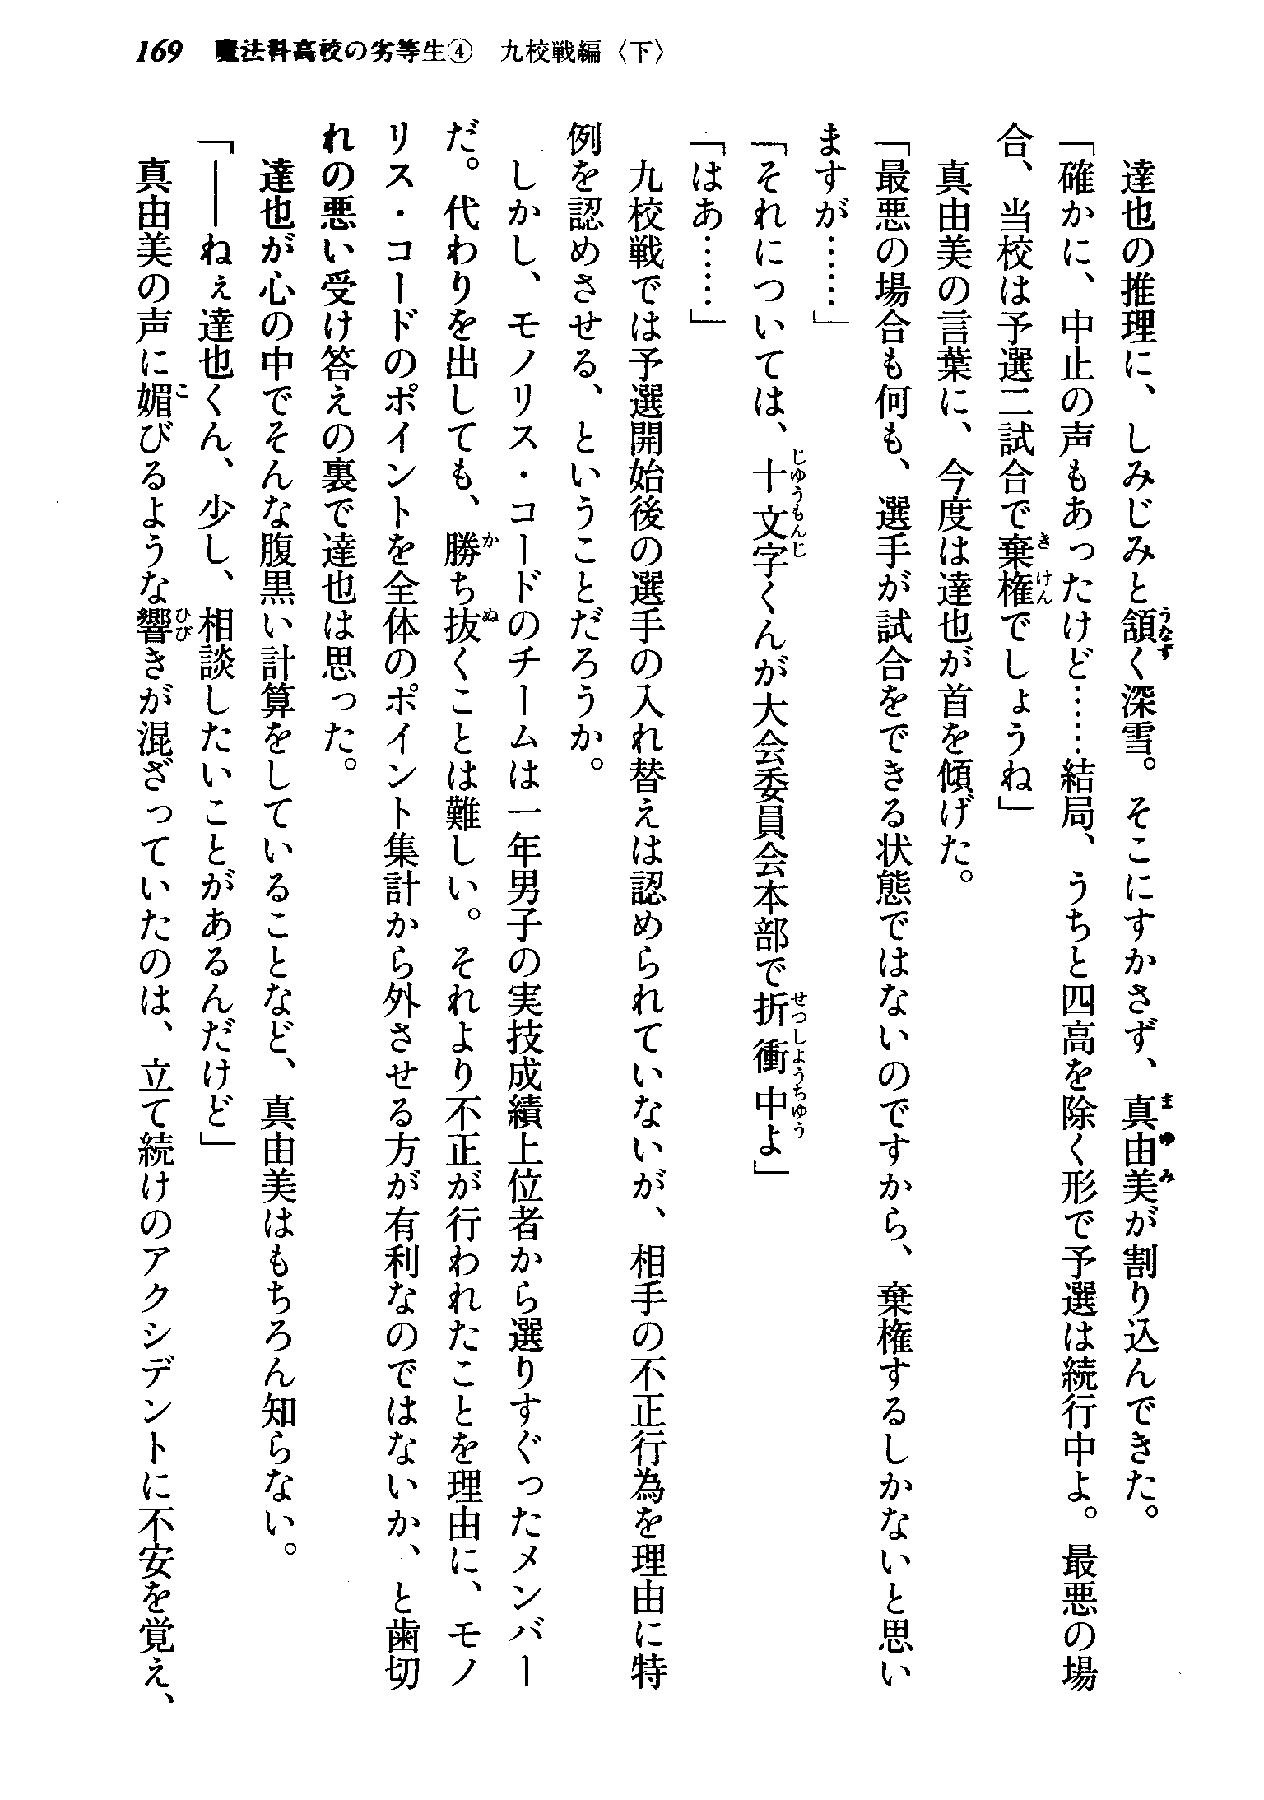 169 魔法科高校の劣等生④ 九校戦編〈下〉
達也の推理に、しみじみと頷く深雪。そこにすかさず、真由美が割り込んできた。
「確かに、中止の声もあったけど……結局、うちと四高を除く形で予選は続行中よ。最悪の場
合、当校は予選二試合で棄権でしょうね」
真由美の言葉に、今度は達也が首を傾げた。
「最悪の場合も何も、選手が試合をできる状態ではないのですから、棄権するしかないと思い
ますが……」
「それについては、十文字くんが大会委員会本部で折衝中よ」
「はあ……」
九校戦では予選開始後の選手の入れ替えは認められていないが、相手の不正行為を理由に特
例を認めさせる、ということだろうか。
しかし、モノリス・コードのチームは一年男子の実技成績上位者から選りすぐったメンバー
だ。代わりを出しても、勝ち抜くことは難しい。それより不正が行われたことを理由に、モノ
リス・コードのポイントを全体のポイント集計から外させる方が有利なのではないか、と歯切
れの悪い受け答えの裏で達也は思った。
達也が心の中でそんな腹黒い計算をしていることなど、真由美はもちろん知らない。
「――ねぇ達也くん、少し、相談したいことがあるんだけど」
真由美の声に媚びるような響きが混ざっていたのは、立て続けのアクシデントに不安を覚え、